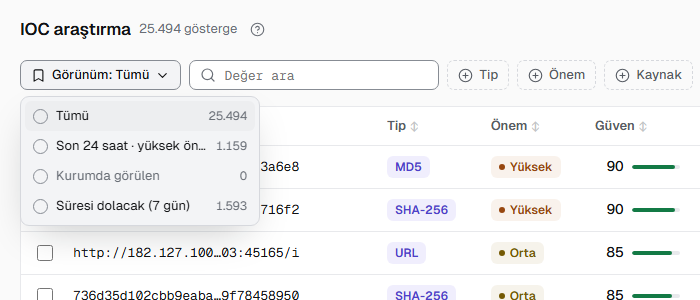 IOC araştırma 25.494 gösterge
Görünüm: Tümü Değer ara Tip Önem Kaynak
Tümü 25.494
Son 24 saat · yüksek ön… 1.159
Kurumda görülen 0
Süresi dolacak (7 gün) 1.593
Tip Önem Güven
3a6e8 MD5 Yüksek 90
716f2 SHA-256 Yüksek 90
http://182.127.100…03:45165/i URL Orta 85
736d35d102cbb9eaba…9f78458950 SHA-256 Orta 85